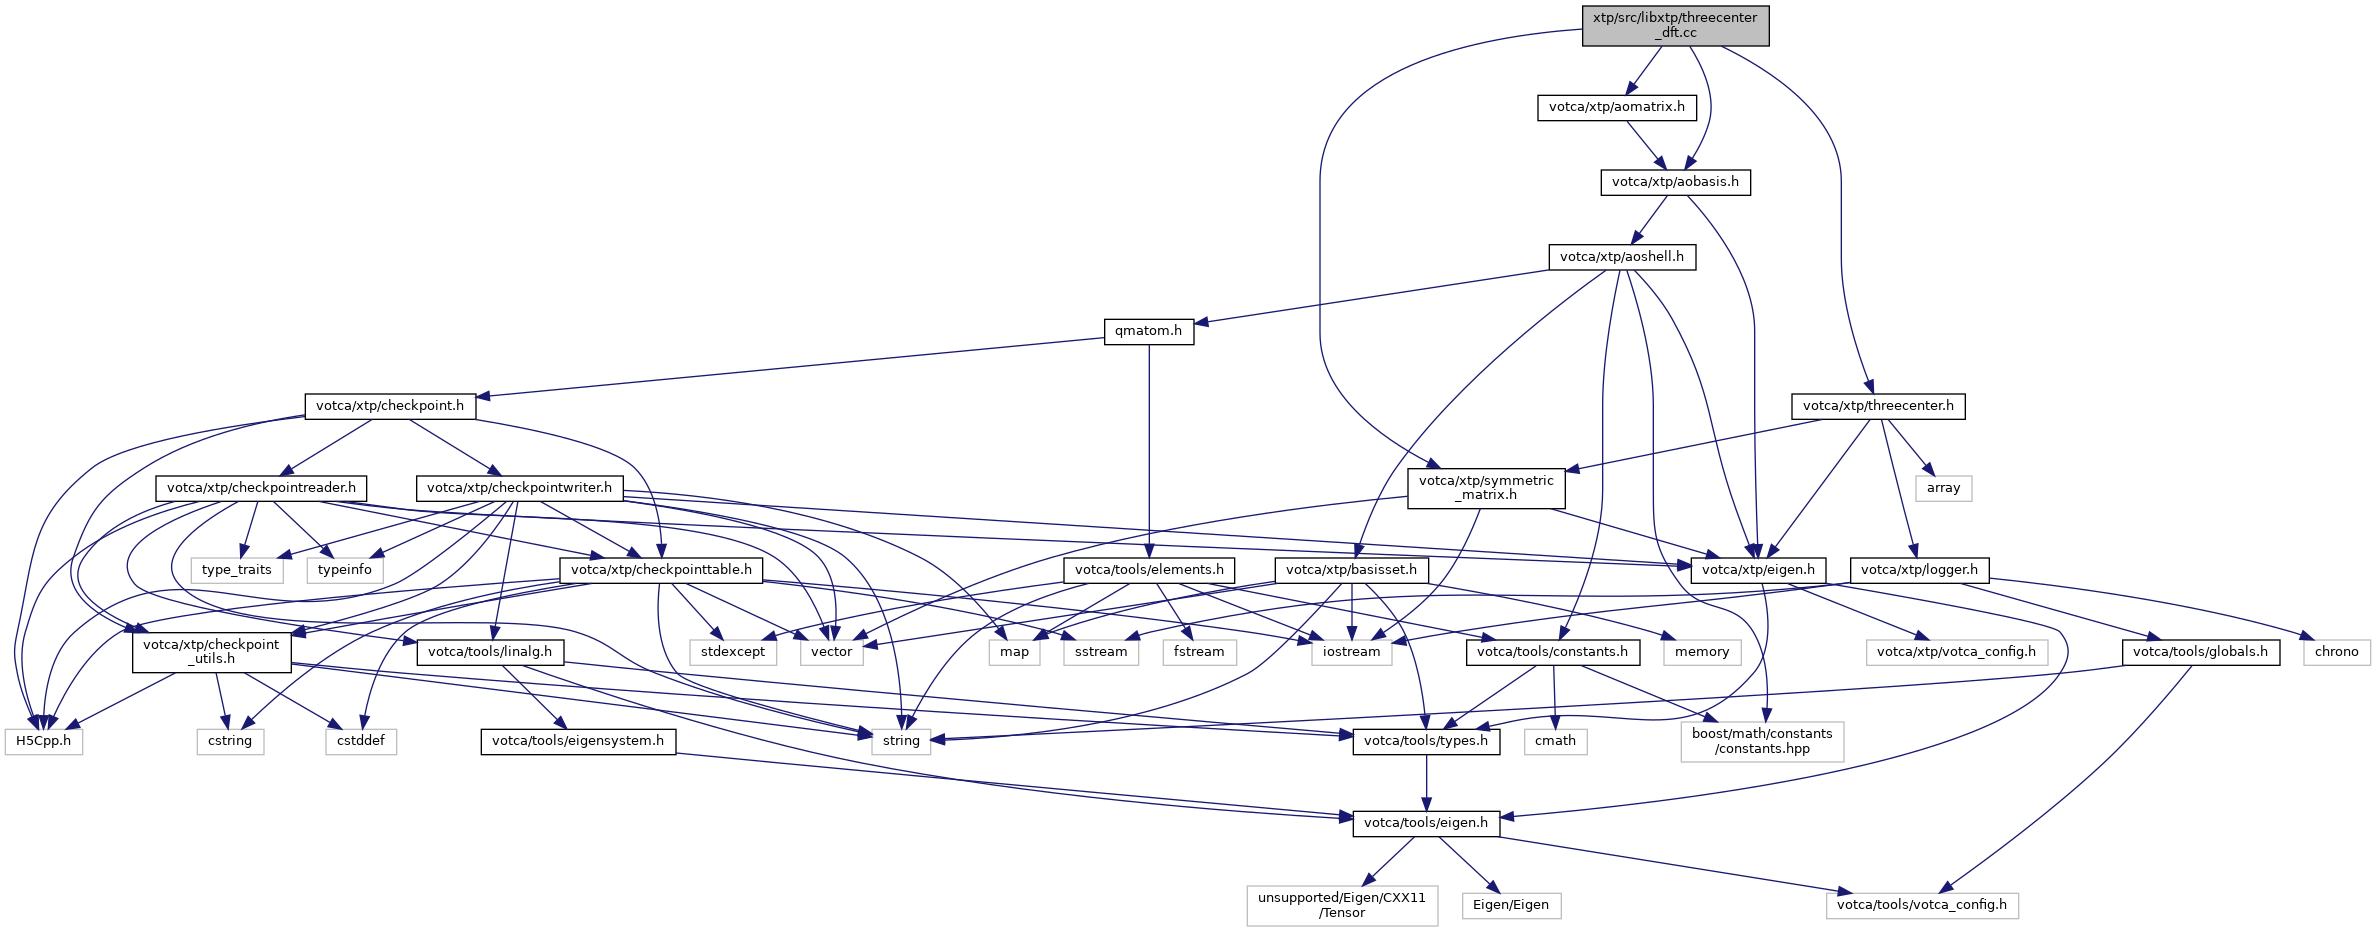 xtp/src/libxtp/threecenter
_dft.cc
votca/xtp/aomatrix.h
votca/xtp/aobasis.h
votca/xtp/aoshell.h
qmatom.h
votca/xtp/checkpoint.h
votca/xtp/threecenter.h
votca/xtp/checkpointreader.h
votca/xtp/checkpointwriter.h
votca/xtp/symmetric
_matrix.h
array
type_traits
typeinfo
votca/xtp/checkpointtable.h
votca/tools/elements.h
votca/xtp/basisset.h
votca/xtp/eigen.h
votca/xtp/logger.h
votca/xtp/checkpoint
_utils.h
votca/tools/linalg.h
stdexcept
vector
map
sstream
fstream
iostream
votca/tools/constants.h
memory
votca/xtp/votca_config.h
votca/tools/globals.h
chrono
H5Cpp.h
cstring
cstddef
votca/tools/eigensystem.h
string
votca/tools/types.h
cmath
boost/math/constants
/constants.hpp
votca/tools/eigen.h
unsupported/Eigen/CXX11
/Tensor
Eigen/Eigen
votca/tools/votca_config.h